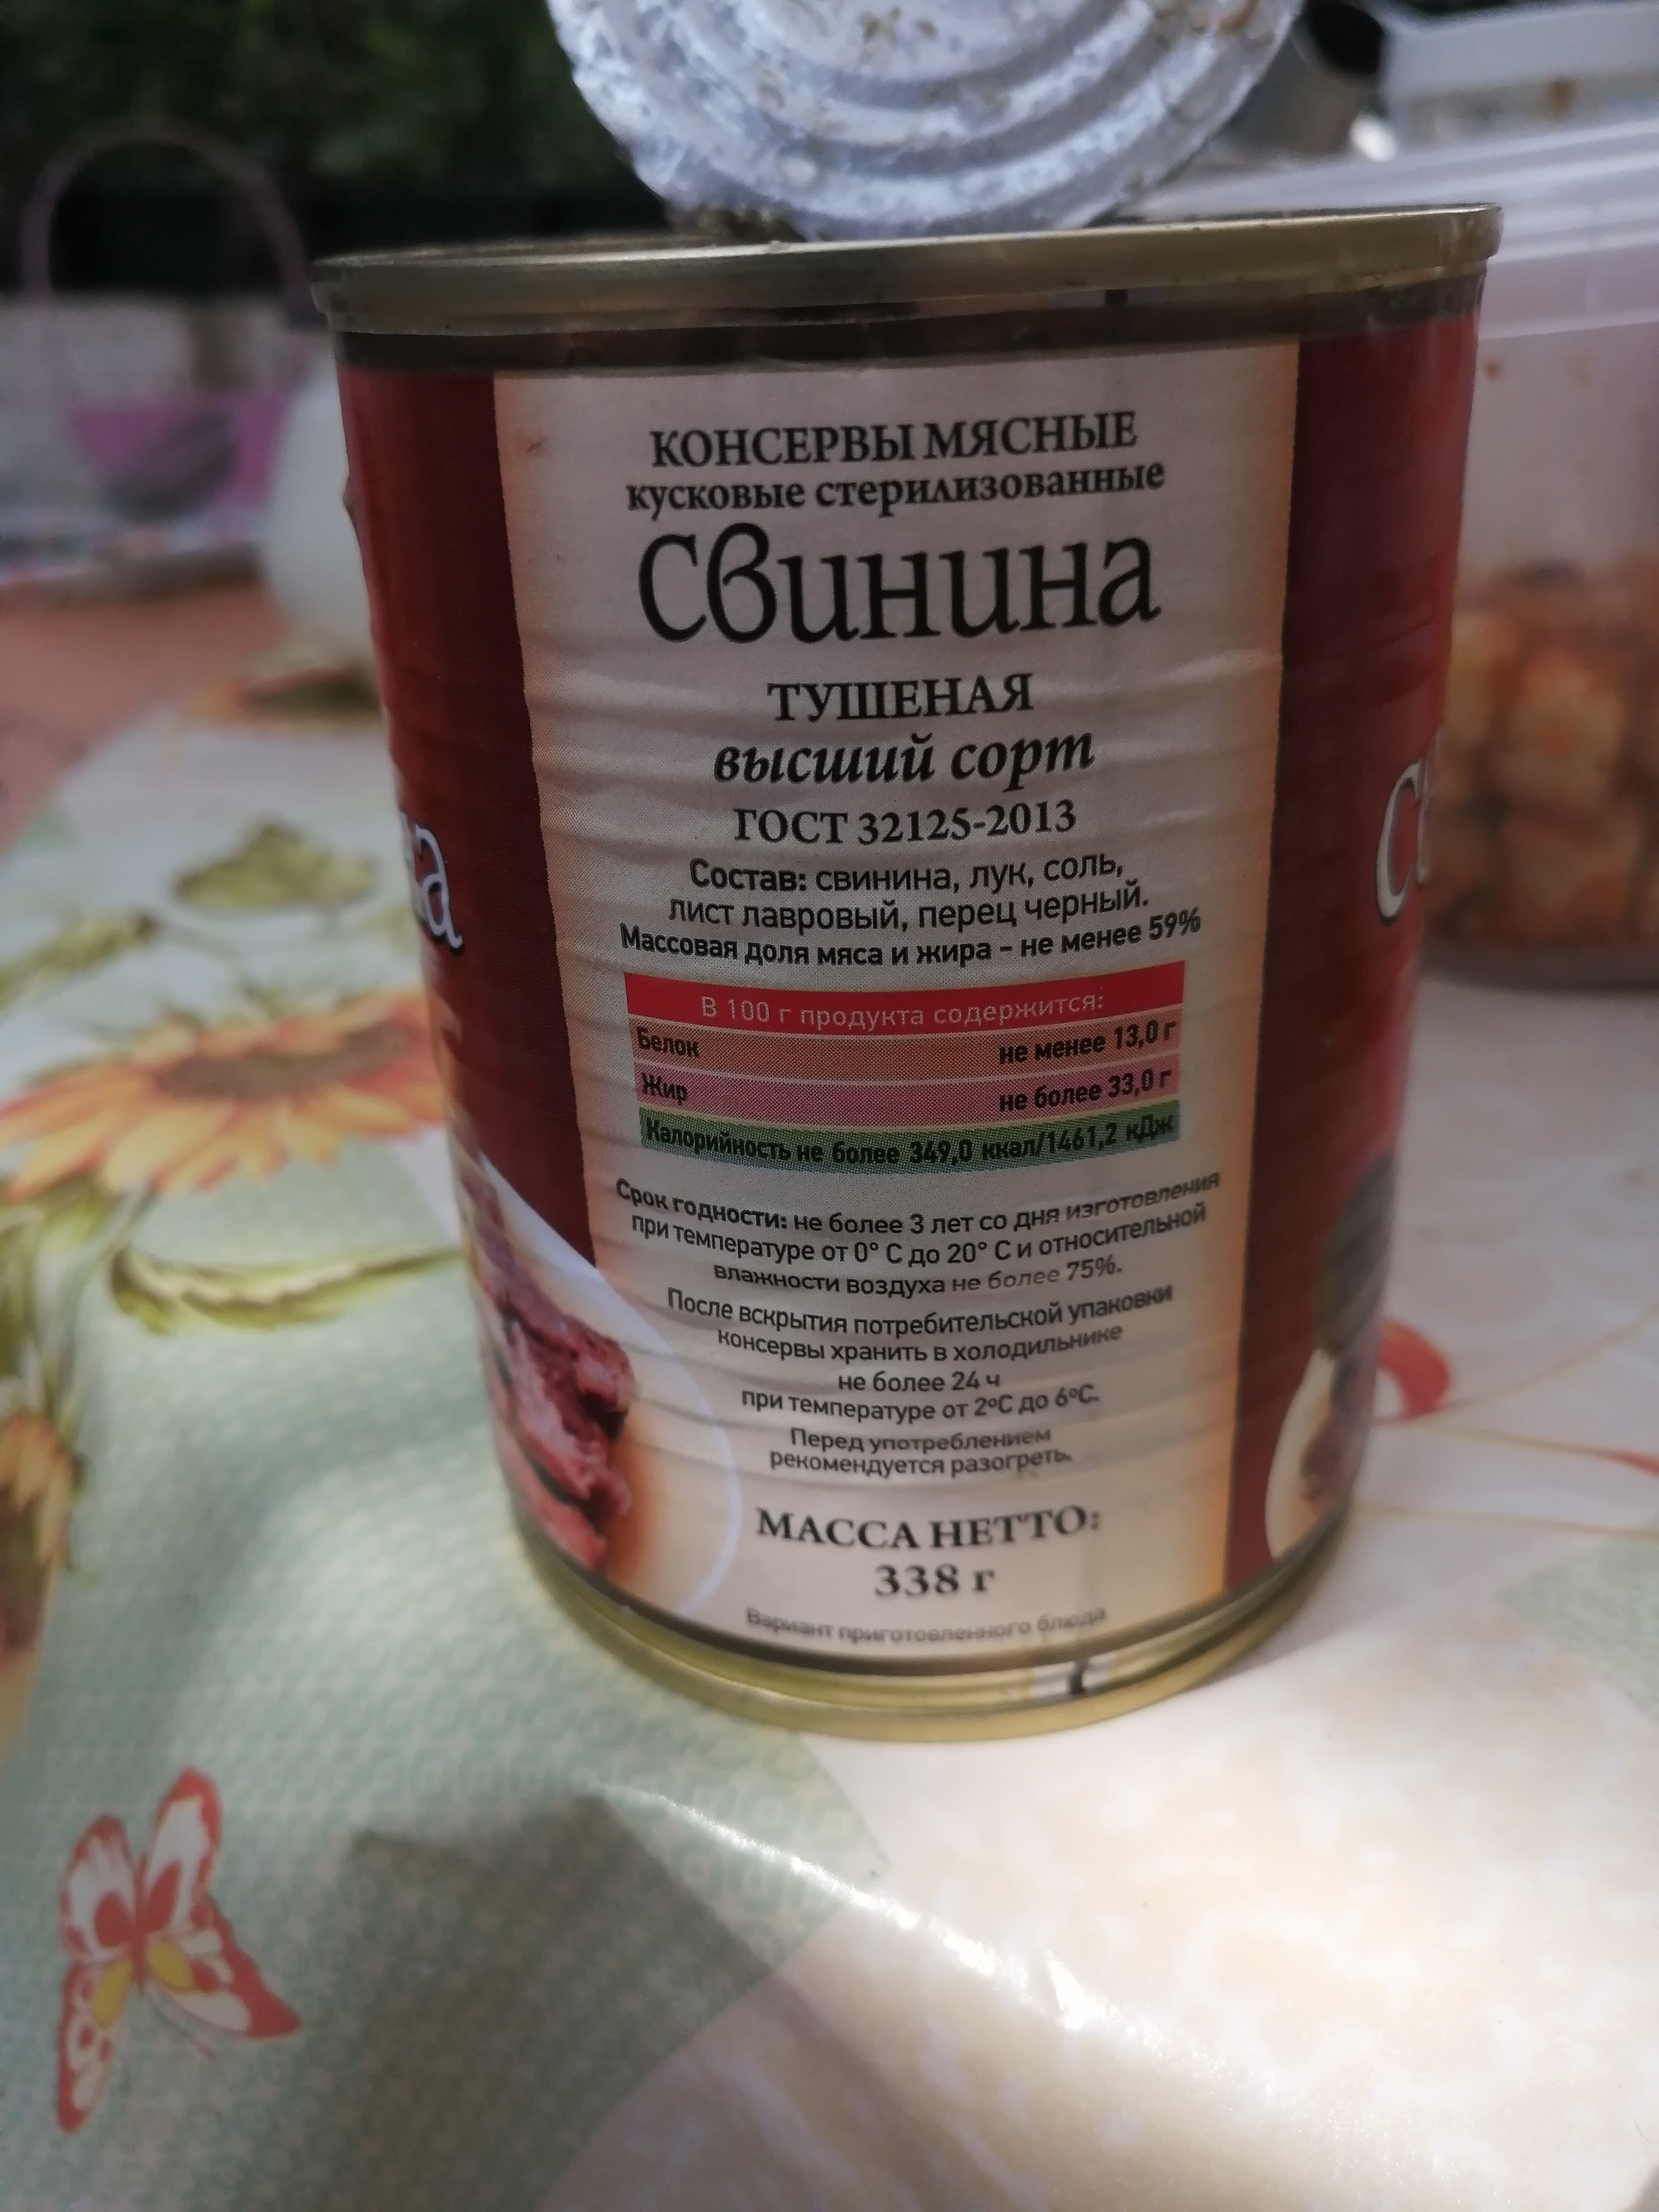 КОНСЕРВЫ МЯСНЫЕ
кусковые стерилизованные
Свинина
ТУШЕНАЯ
высший сорт
ГОСТ 32125-2013
Состав: свинина, лук, соль,
лист лавровый, перец черный.
Массовая доля мяса и жира - не менее 59%
В 100 г продукта содержится:
Белок не менее 13,0 г
Жир не более 33,0 г
Калорийность не более 349,0 ккал/1461,2 кДж
Срок годности: не более 3 лет со дня изготовления
при температуре от 0° С до 20° С и относительной
влажности воздуха не более 75%.
После вскрытия потребительской упаковки
консервы хранить в холодильнике
не более 24 ч
при температуре от 2°С до 6°С.
Перед употреблением
рекомендуется разогреть.
МАССА НЕТТО:
338 г
Вариант приготовленного блюда